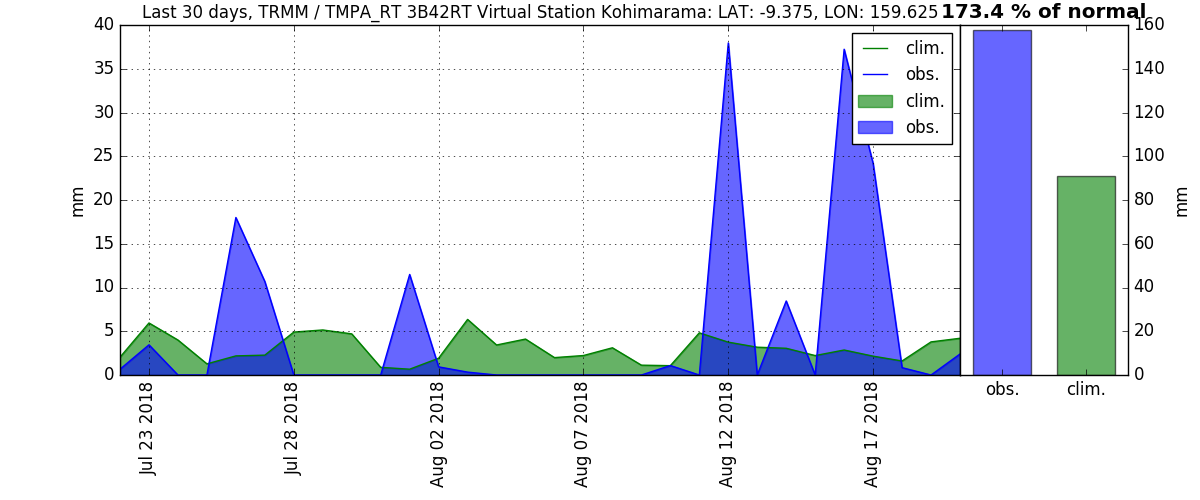 Last 30 days, TRMM / TMPA_RT 3B42RT Virtual Station Kohimarama: LAT: -9.375, LON: 159.625
173.4 % of normal
40
35
30
25
20
15
10
5
0
mm
clim.
obs.
clim.
obs.
Jul 23 2018
Jul 28 2018
Aug 02 2018
Aug 07 2018
Aug 12 2018
Aug 17 2018
160
140
120
100
80
60
40
20
0
mm
obs.
clim.